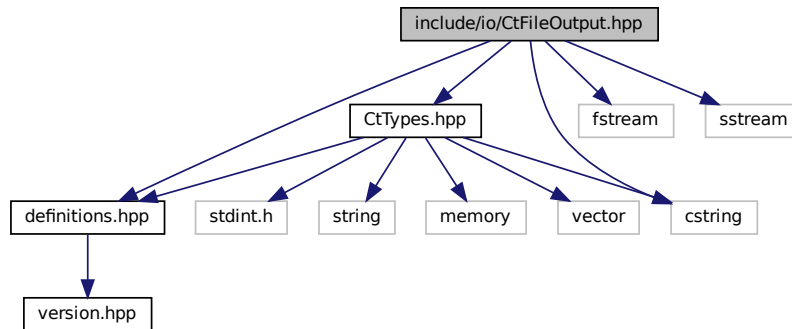 include/io/CtFileOutput.hpp
CtTypes.hpp
fstream
sstream
definitions.hpp
stdint.h
string
memory
vector
cstring
version.hpp